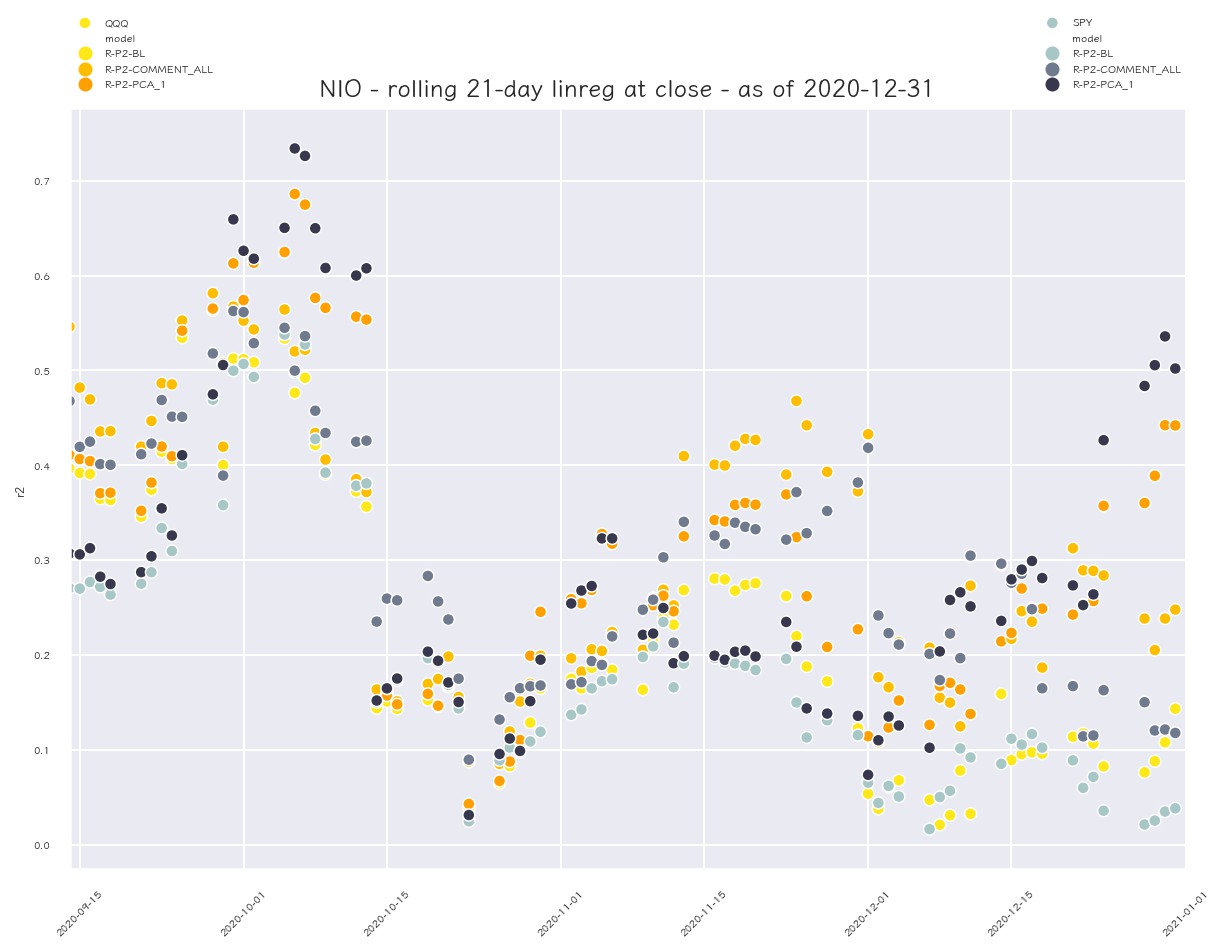 QQQ
model
R-P2-BL
R-P2-COMMENT_ALL
R-P2-PCA_1
SPY
model
R-P2-BL
R-P2-COMMENT_ALL
R-P2-PCA_1
NIO - rolling 21-day linreg at close - as of 2020-12-31
0.7
0.6
0.5
0.4
0.3
0.2
0.1
0.0
r2
2020-09-15
2020-10-01
2020-10-15
2020-11-01
2020-11-15
2020-12-01
2020-12-15
2021-01-01